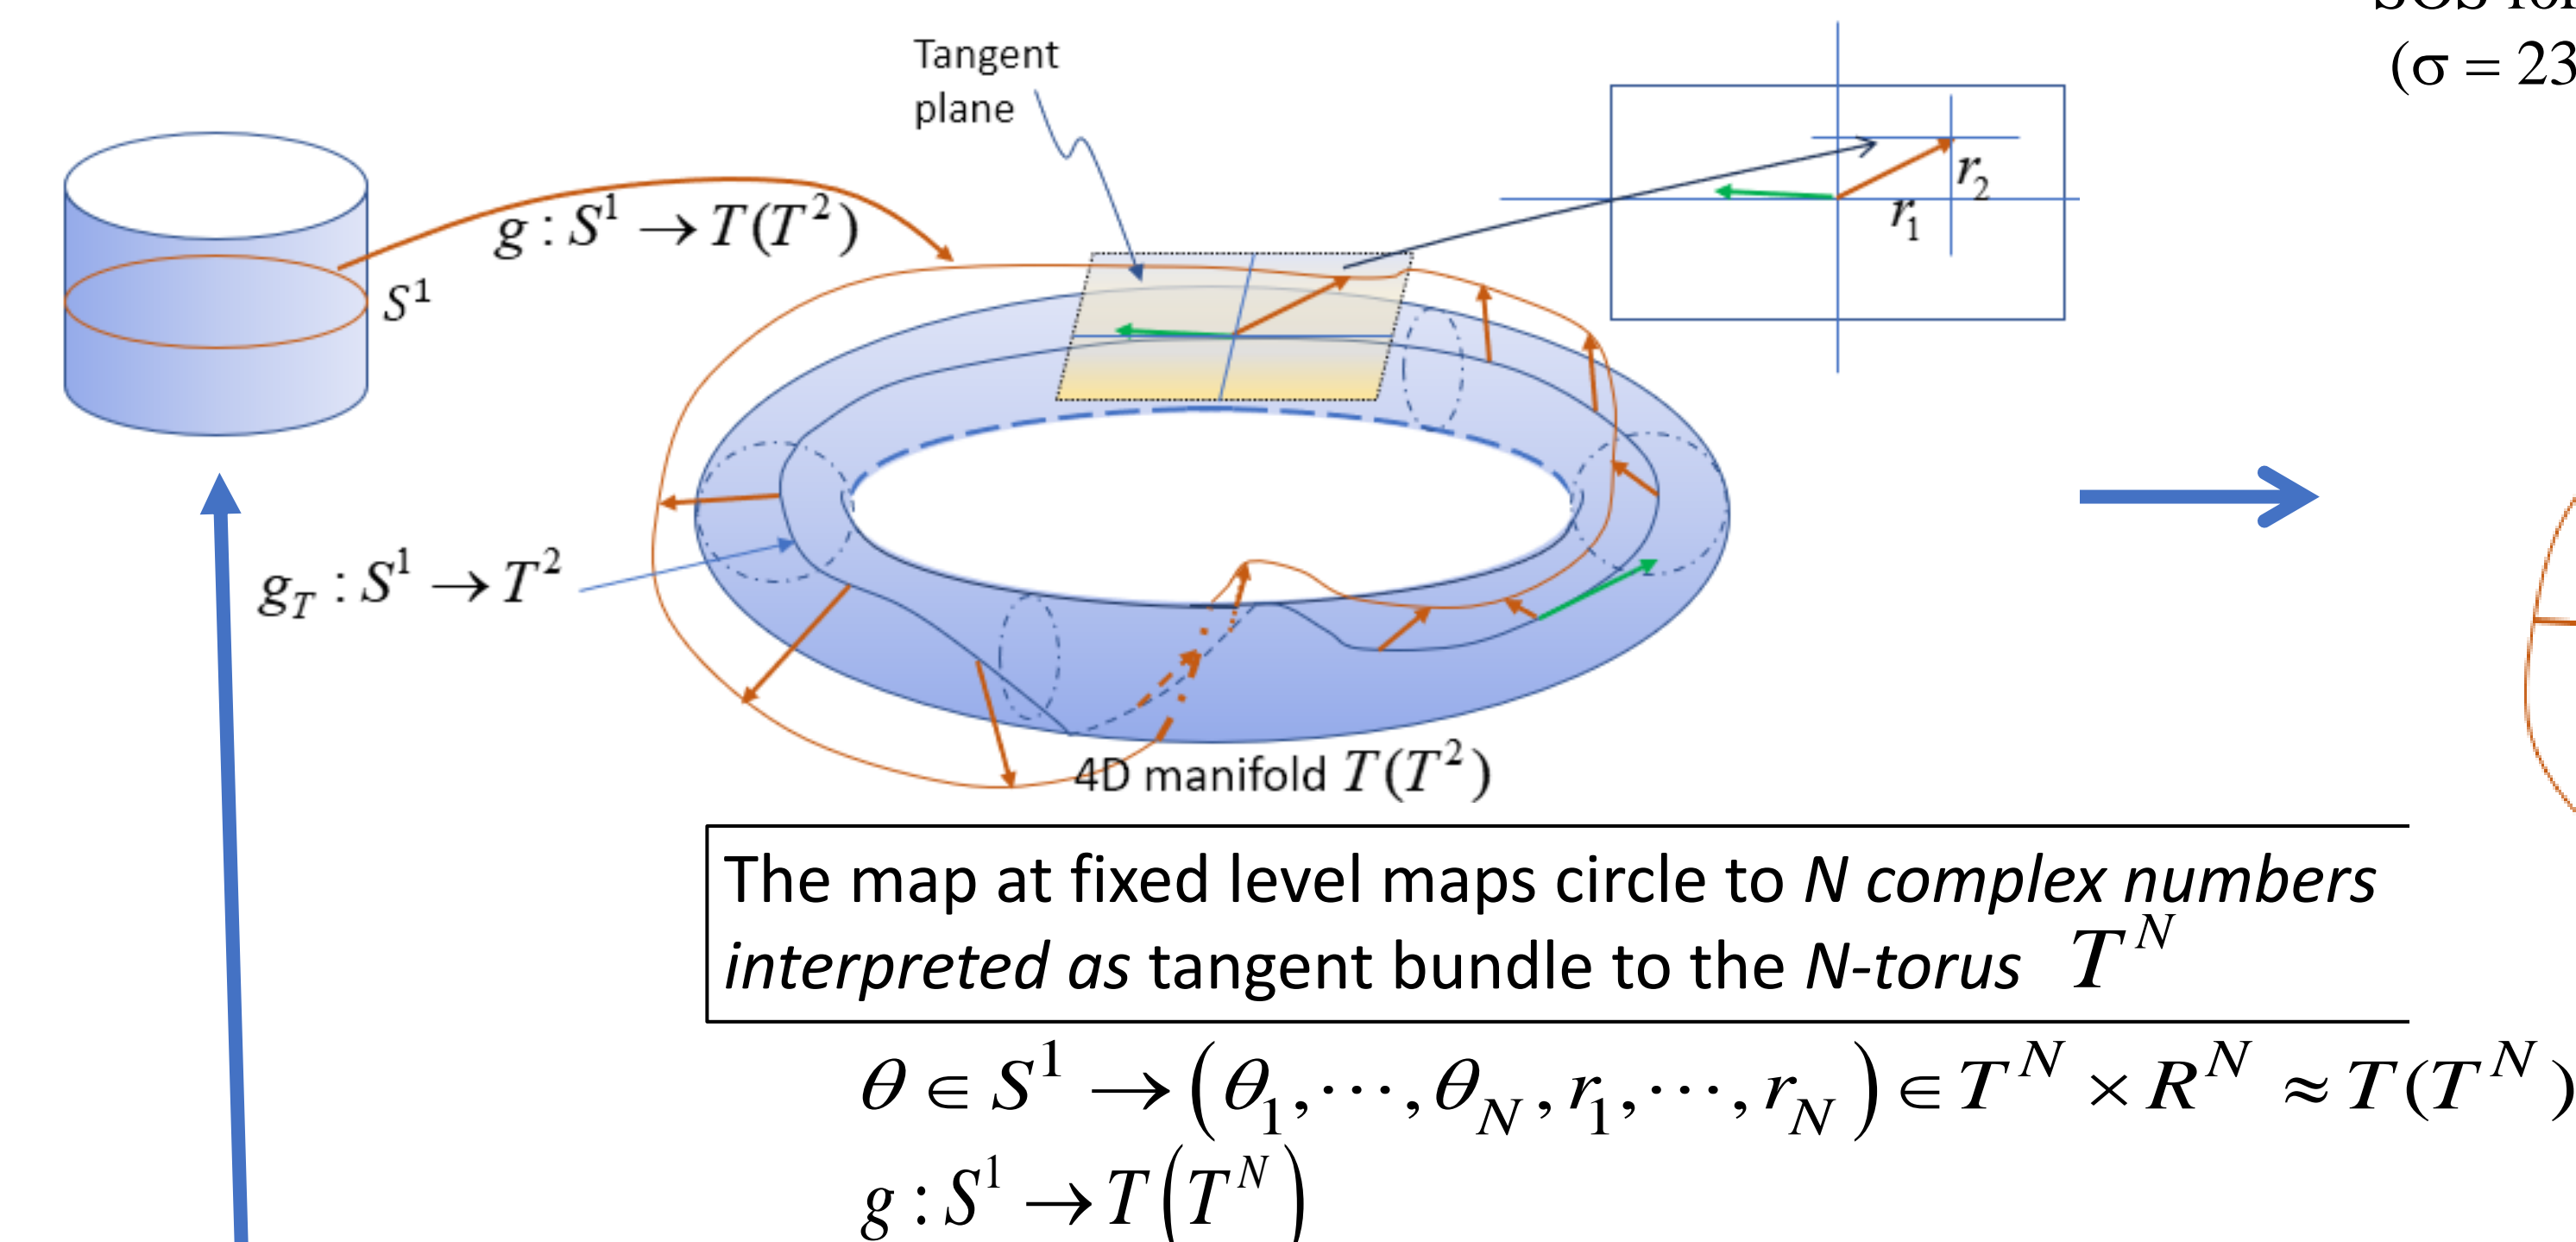 (σ = 23
Tangent
plane
r₂
r₁
g : S¹ → T(T²)
S¹
g_T : S¹ → T²
4D manifold T(T²)
The map at fixed level maps circle to N complex numbers
interpreted as tangent bundle to the N-torus T^N
θ ∈ S¹ → (θ₁,⋯,θ_N, r₁,⋯, r_N) ∈ T^N × R^N ≈ T(T^N)
g : S¹ → T(T^N)